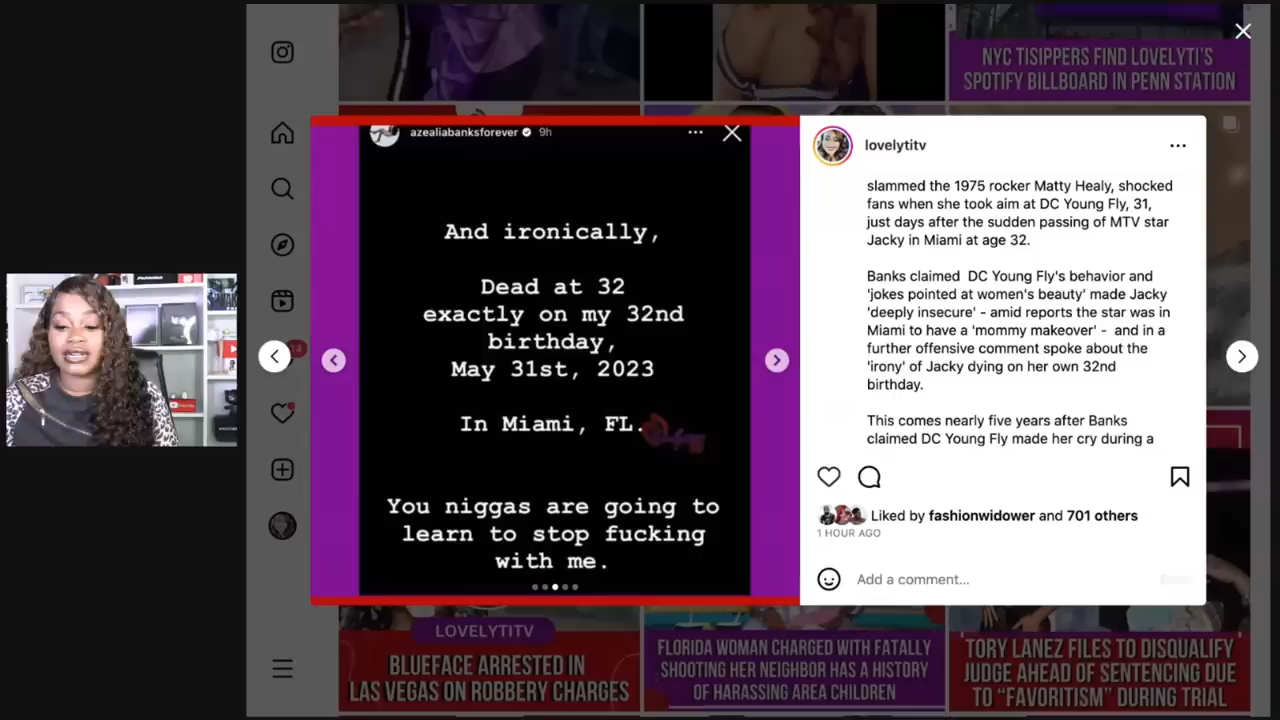 NYC TISIPPERS FIND LOVELYTI'S
SPOTIFY BILLBOARD IN PENN STATION
azealiabanksforever 9h
And ironically,
Dead at 32
exactly on my 32nd
birthday,
May 31st, 2023
In Miami, FL.
You niggas are going to
learn to stop fucking
with me.
lovelytitv
slammed the 1975 rocker Matty Healy, shocked
fans when she took aim at DC Young Fly, 31,
just days after the sudden passing of MTV star
Jacky in Miami at age 32.
Banks claimed DC Young Fly's behavior and
'jokes pointed at women's beauty' made Jacky
'deeply insecure' - amid reports the star was in
Miami to have a 'mommy makeover' - and in a
further offensive comment spoke about the
'irony' of Jacky dying on her own 32nd
birthday.
This comes nearly five years after Banks
claimed DC Young Fly made her cry during a
Liked by fashionwidower and 701 others
1 HOUR AGO
Add a comment...
LOVELYTITV
BLUEFACE ARRESTED IN
LAS VEGAS ON ROBBERY CHARGES
FLORIDA WOMAN CHARGED WITH FATALLY
SHOOTING HER NEIGHBOR HAS A HISTORY
OF HARASSING AREA CHILDREN
TORY LANEZ FILES TO DISQUALIFY
JUDGE AHEAD OF SENTENCING DUE
TO "FAVORITISM" DURING TRIAL